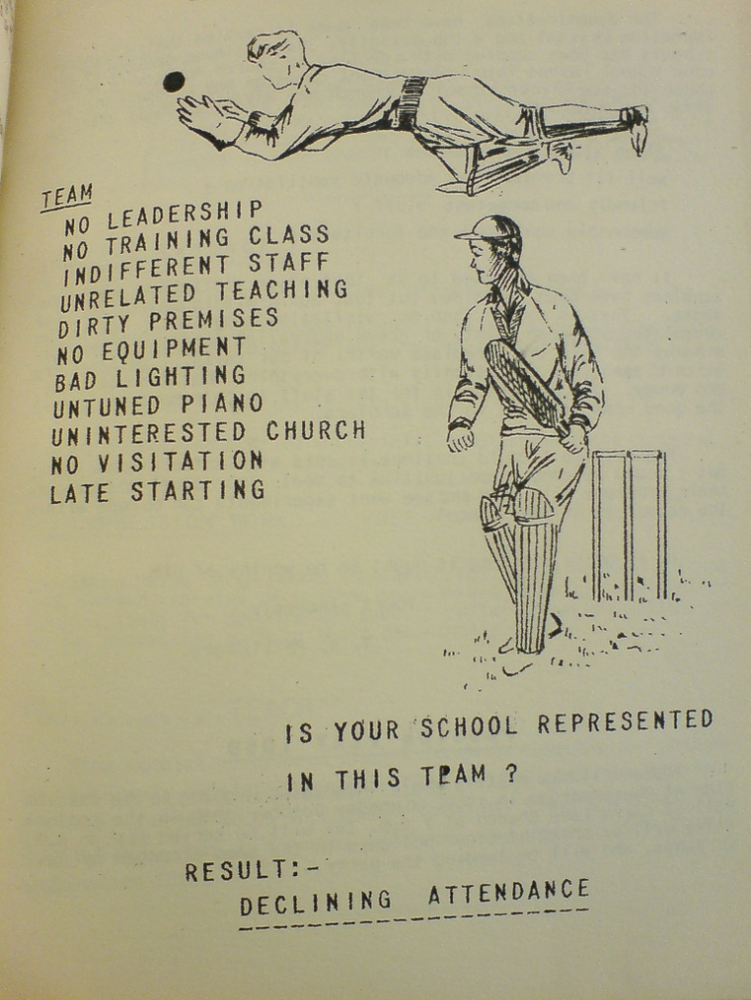 TEAM
NO LEADERSHIP
NO TRAINING CLASS
INDIFFERENT STAFF
UNRELATED TEACHING
DIRTY PREMISES
NO EQUIPMENT
BAD LIGHTING
UNTUNED PIANO
UNINTERESTED CHURCH
NO VISITATION
LATE STARTING
IS YOUR SCHOOL REPRESENTED
IN THIS TEAM ?
RESULT:-
DECLINING ATTENDANCE